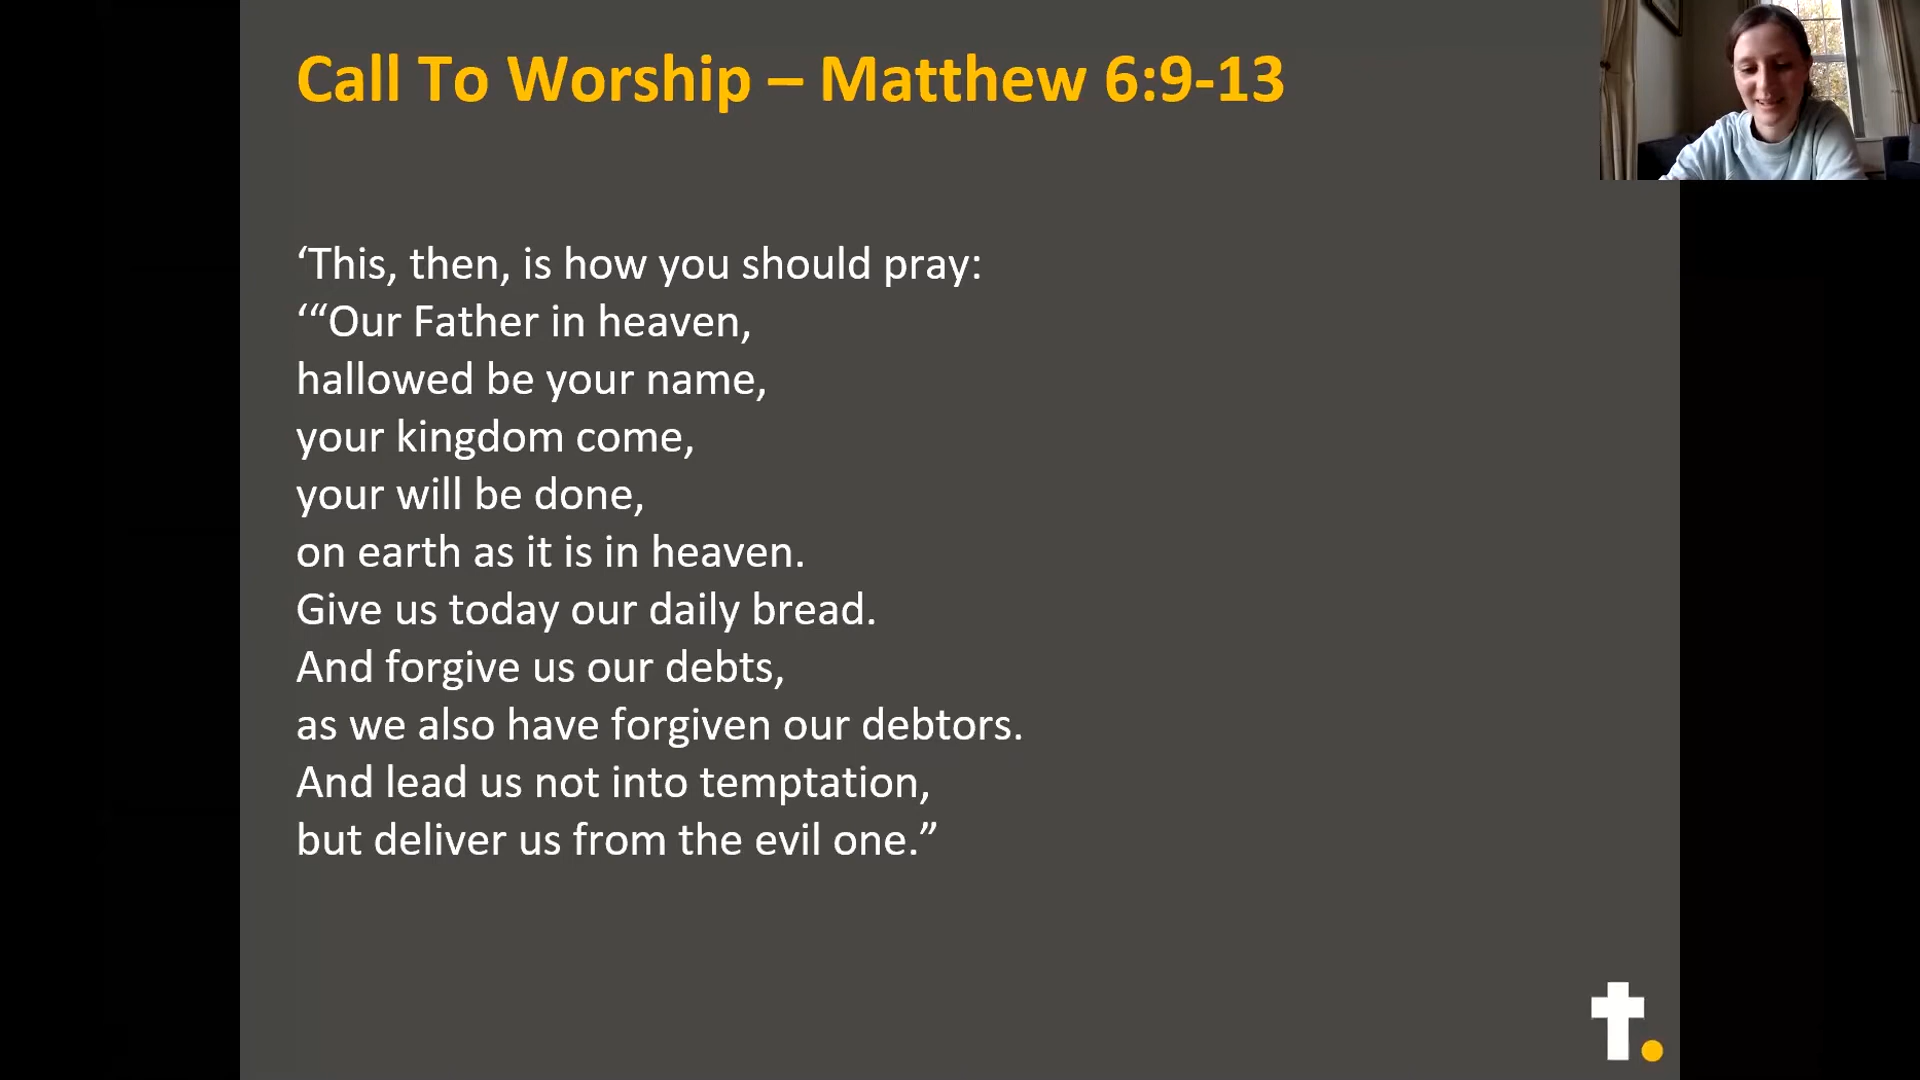 Call To Worship – Matthew 6:9-13
‘This, then, is how you should pray:
‘“Our Father in heaven,
hallowed be your name,
your kingdom come,
your will be done,
on earth as it is in heaven.
Give us today our daily bread.
And forgive us our debts,
as we also have forgiven our debtors.
And lead us not into temptation,
but deliver us from the evil one.”